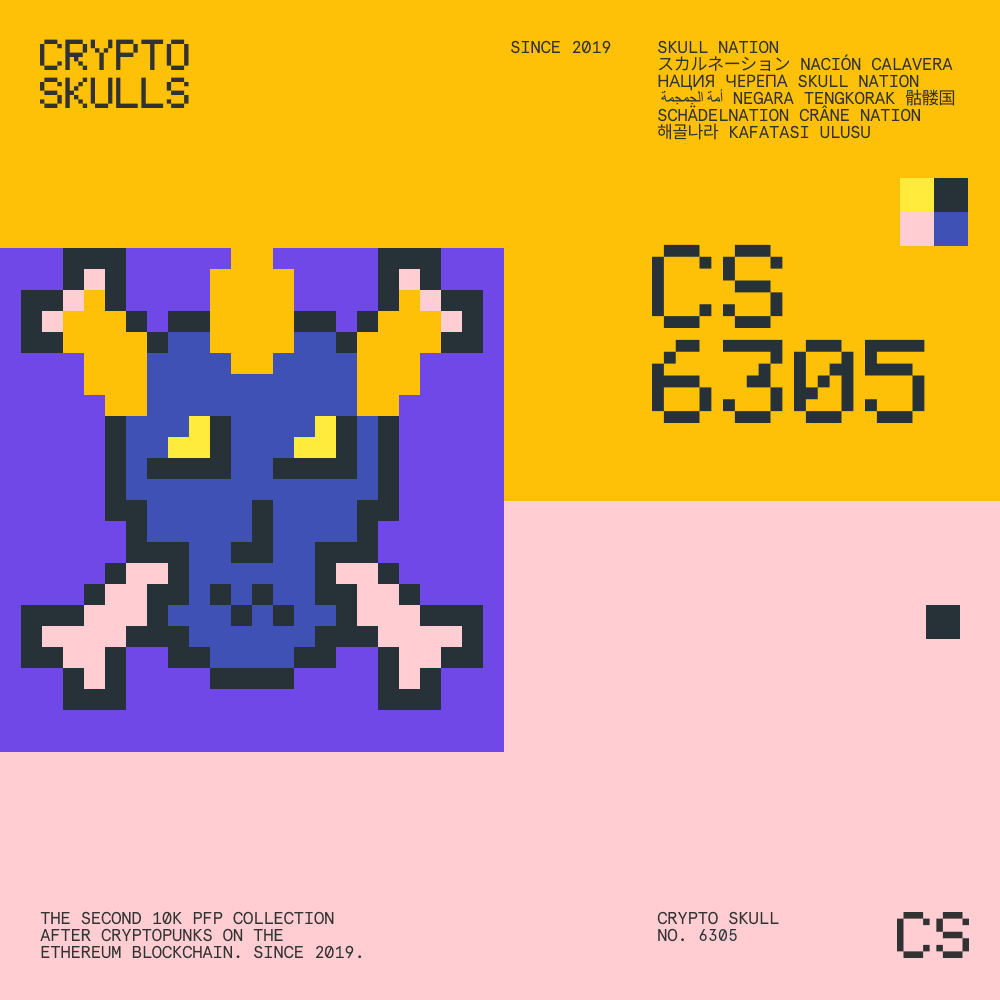 CRYPTO
SKULLS
SINCE 2019
SKULL NATION
スカルネーション NACIÓN CALAVERA
НАЦИЯ ЧЕРЕПА SKULL NATION
أمة الجمجمة NEGARA TENGKORAK 骷髅国
SCHÄDELNATION CRÂNE NATION
해골나라 KAFATASI ULUSU
CS
6305
THE SECOND 10K PFP COLLECTION
AFTER CRYPTOPUNKS ON THE
ETHEREUM BLOCKCHAIN. SINCE 2019.
CRYPTO SKULL
NO. 6305
CS